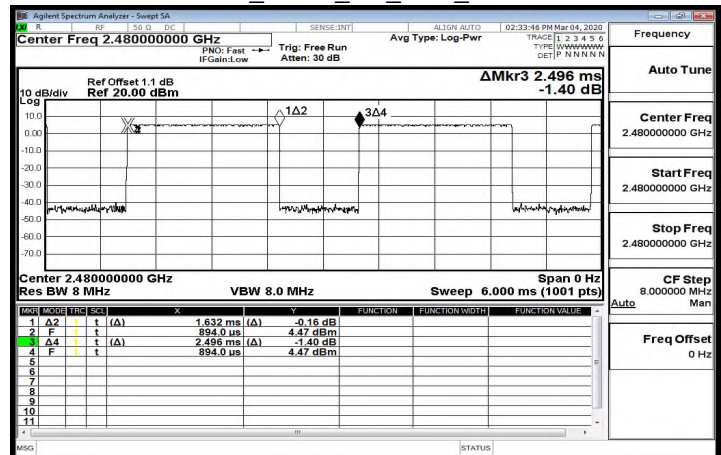 Agilent Spectrum Analyzer - Swept SA
R RF 50 Ω DC SENSE:INT ALIGN AUTO 02:33:46 PM Mar 04, 2020
Center Freq 2.480000000 GHz
PNO: Fast
IFGain:Low
Trig: Free Run
Atten: 30 dB
Avg Type: Log-Pwr
TRACE 1 2 3 4 5 6
TYPE WWWWWW
DET P N N N N N
Ref Offset 1.1 dB
10 dB/div Ref 20.00 dBm
ΔMkr3 2.496 ms
-1.40 dB
Log
10.0
0.00
-10.0
-20.0
-30.0
-40.0
-50.0
-60.0
-70.0
1Δ2
3Δ4
Center 2.480000000 GHz Span 0 Hz
Res BW 8 MHz VBW 8.0 MHz Sweep 6.000 ms (1001 pts)
MKR MODE TRC SCL X Y FUNCTION FUNCTION WIDTH FUNCTION VALUE
1 Δ2 1 t (Δ) 1.632 ms (Δ) -0.16 dB
2 F 1 t 894.0 µs 4.47 dBm
3 Δ4 1 t (Δ) 2.496 ms (Δ) -1.40 dB
4 F 1 t 894.0 µs 4.47 dBm
5
6
7
8
9
10
11
MSG STATUS
Frequency
Auto Tune
Center Freq
2.480000000 GHz
Start Freq
2.480000000 GHz
Stop Freq
2.480000000 GHz
CF Step
8.000000 MHz
Auto Man
Freq Offset
0 Hz